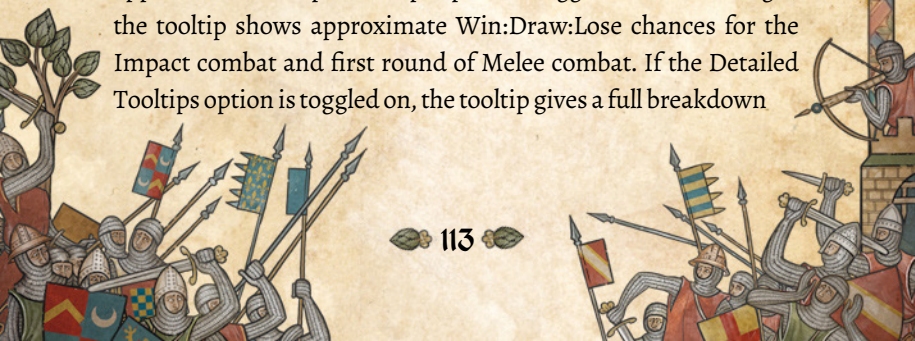 the tooltip shows approximate Win:Draw:Lose chances for the
Impact combat and first round of Melee combat. If the Detailed
Tooltips option is toggled on, the tooltip gives a full breakdown
113